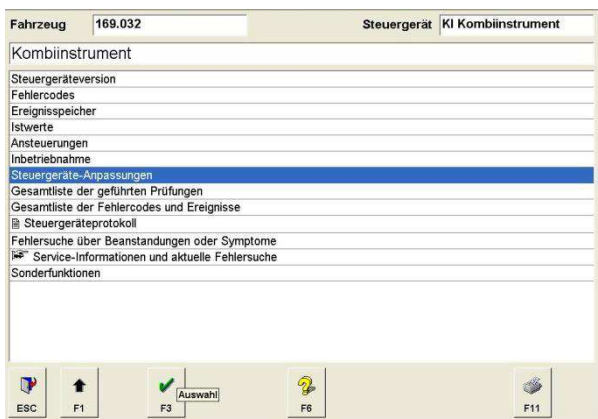 Fahrzeug 169.032 Steuergerät KI Kombiinstrument
Kombiinstrument
Steuergeräteversion
Fehlercodes
Ereignisspeicher
Istwerte
Ansteuerungen
Inbetriebnahme
Steuergeräte-Anpassungen
Gesamtliste der geführten Prüfungen
Gesamtliste der Fehlercodes und Ereignisse
Steuergeräteprotokoll
Fehlersuche über Beanstandungen oder Symptome
Service-Informationen und aktuelle Fehlersuche
Sonderfunktionen
Auswahl
ESC F1 F3 F6 F11